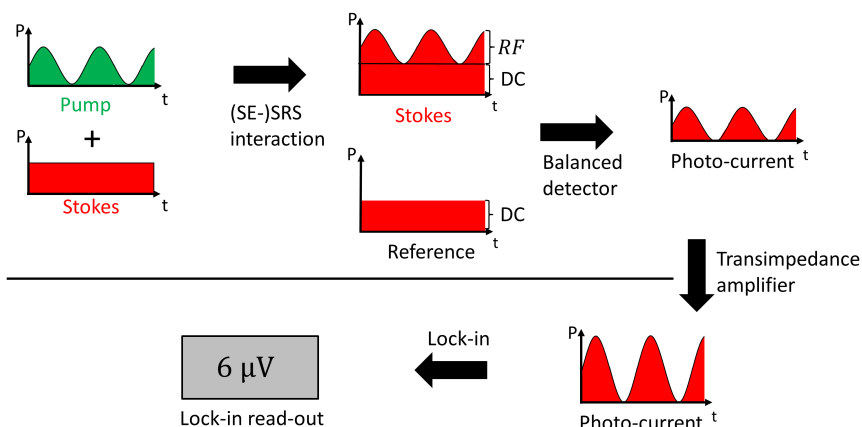 P
t
Pump
+
P
t
Stokes
(SE-)SRS
interaction
P
RF
DC
t
Stokes
P
DC
t
Reference
Balanced
detector
P
t
Photo-current
Transimpedance
amplifier
P
t
Photo-current
Lock-in
6 μV
Lock-in read-out